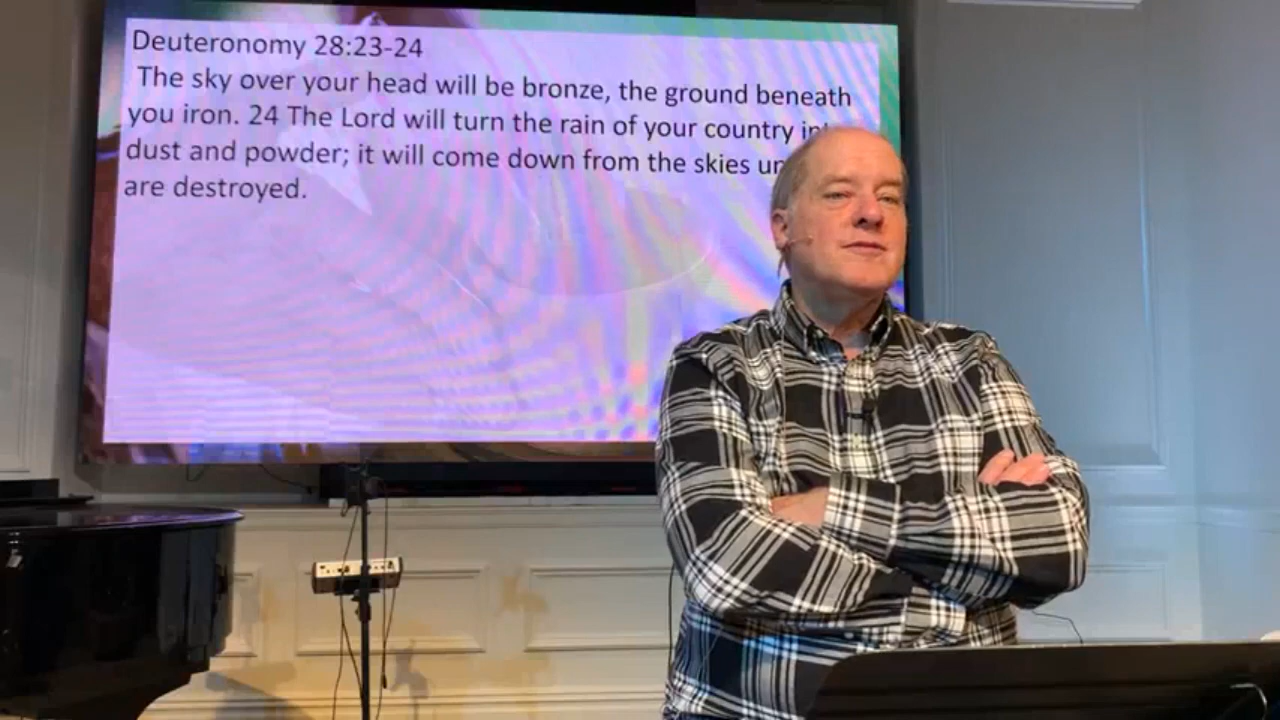 Deuteronomy 28:23-24
The sky over your head will be bronze, the ground beneath
you iron. 24 The Lord will turn the rain of your country
dust and powder; it will come down from the skies
are destroyed.